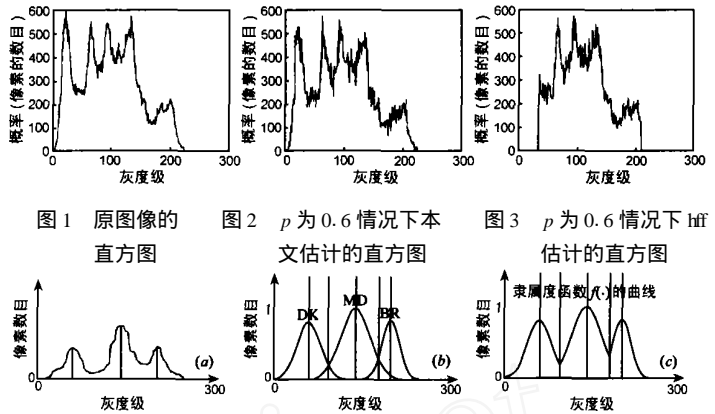 600
500
400
300
200
100
0
0
100
200
300
概率(像素的数目)
灰度级
600
500
400
300
200
100
0
0
100
200
300
概率(像素的数目)
灰度级
600
500
400
300
200
100
0
0
100
200
300
概率(像素的数目)
灰度级
图 1 原图像的
直方图
图 2 p 为 0.6 情况下本
文估计的直方图
图 3 p 为 0.6 情况下 hff
估计的直方图
像素数目
(a)
0
300
灰度级
像素数目
1
DK
MD
BR
(b)
0
300
灰度级
像素数目
1
隶属度函数 f(·)的曲线
(c)
0
300
灰度级